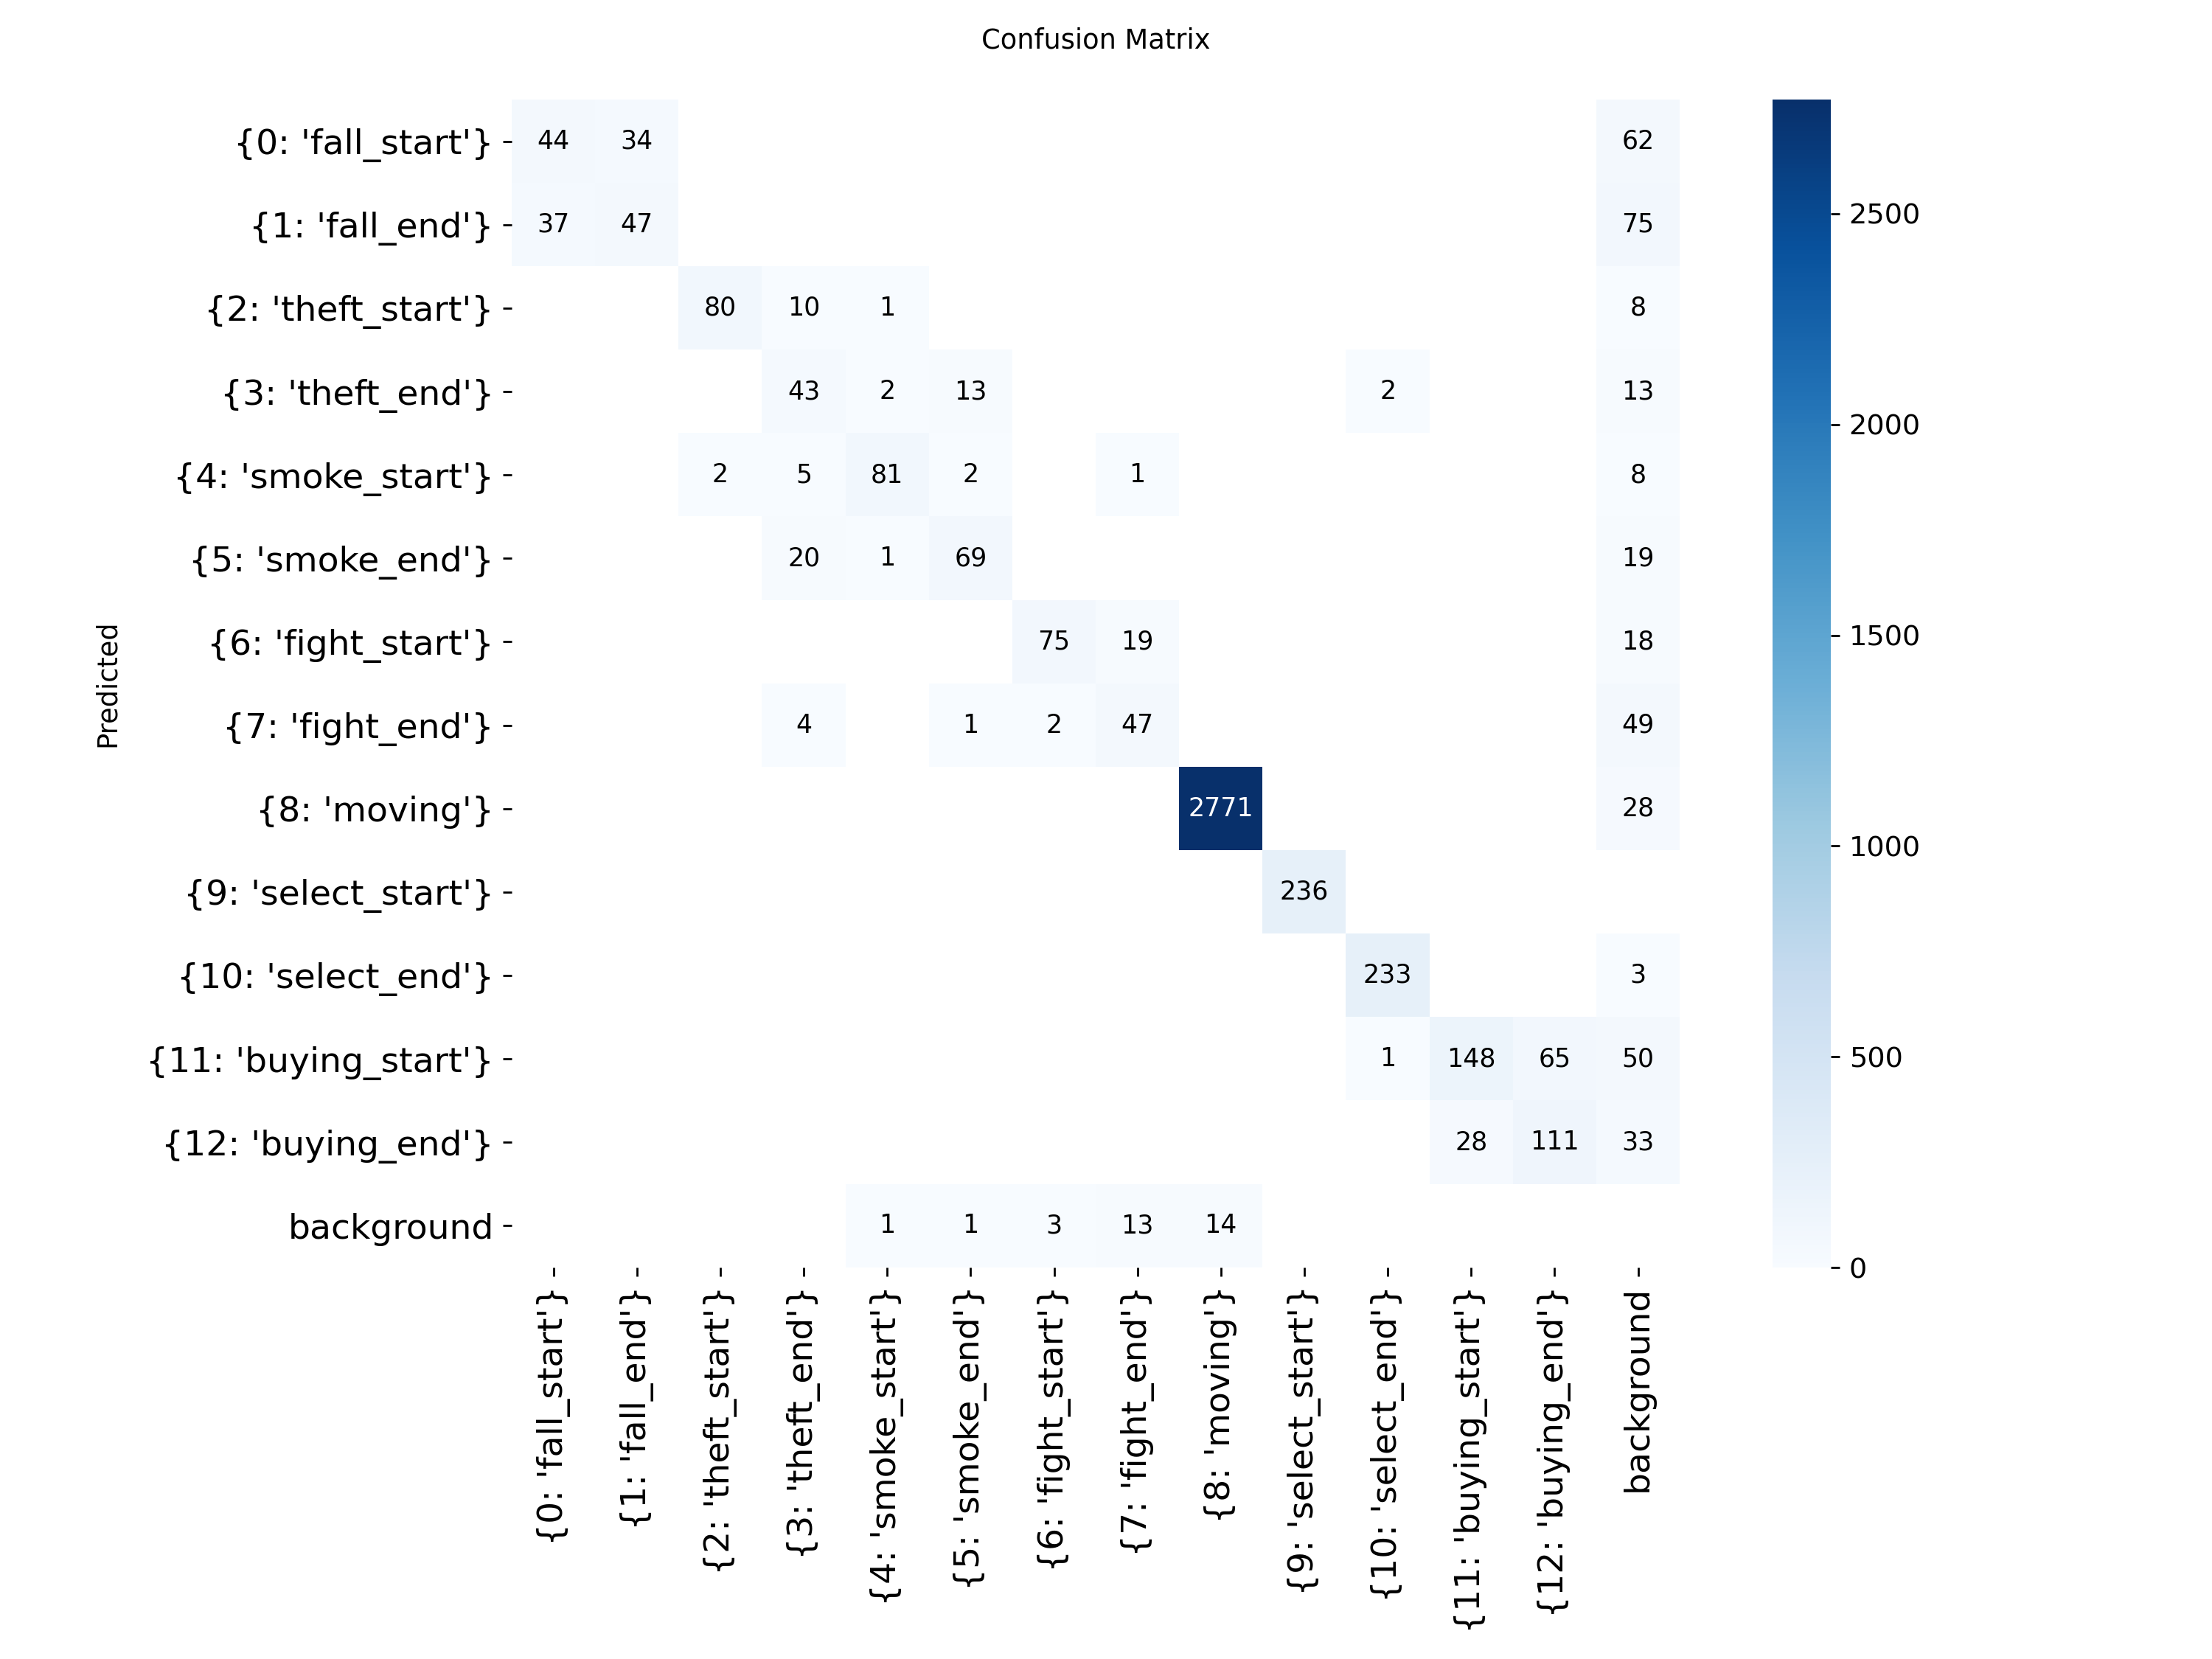 Confusion Matrix
{0: 'fall_start'} 44 34 62
{1: 'fall_end'} 37 47 75
{2: 'theft_start'} 80 10 1 8
{3: 'theft_end'} 43 2 13 2 13
{4: 'smoke_start'} 2 5 81 2 1 8
{5: 'smoke_end'} 20 1 69 19
{6: 'fight_start'} 75 19 18
{7: 'fight_end'} 4 1 2 47 49
{8: 'moving'} 2771 28
{9: 'select_start'} 236
{10: 'select_end'} 233 3
{11: 'buying_start'} 1 148 65 50
{12: 'buying_end'} 28 111 33
background 1 1 3 13 14
Predicted
{0: 'fall_start'}
{1: 'fall_end'}
{2: 'theft_start'}
{3: 'theft_end'}
{4: 'smoke_start'}
{5: 'smoke_end'}
{6: 'fight_start'}
{7: 'fight_end'}
{8: 'moving'}
{9: 'select_start'}
{10: 'select_end'}
{11: 'buying_start'}
{12: 'buying_end'}
background
2500
2000
1500
1000
500
0